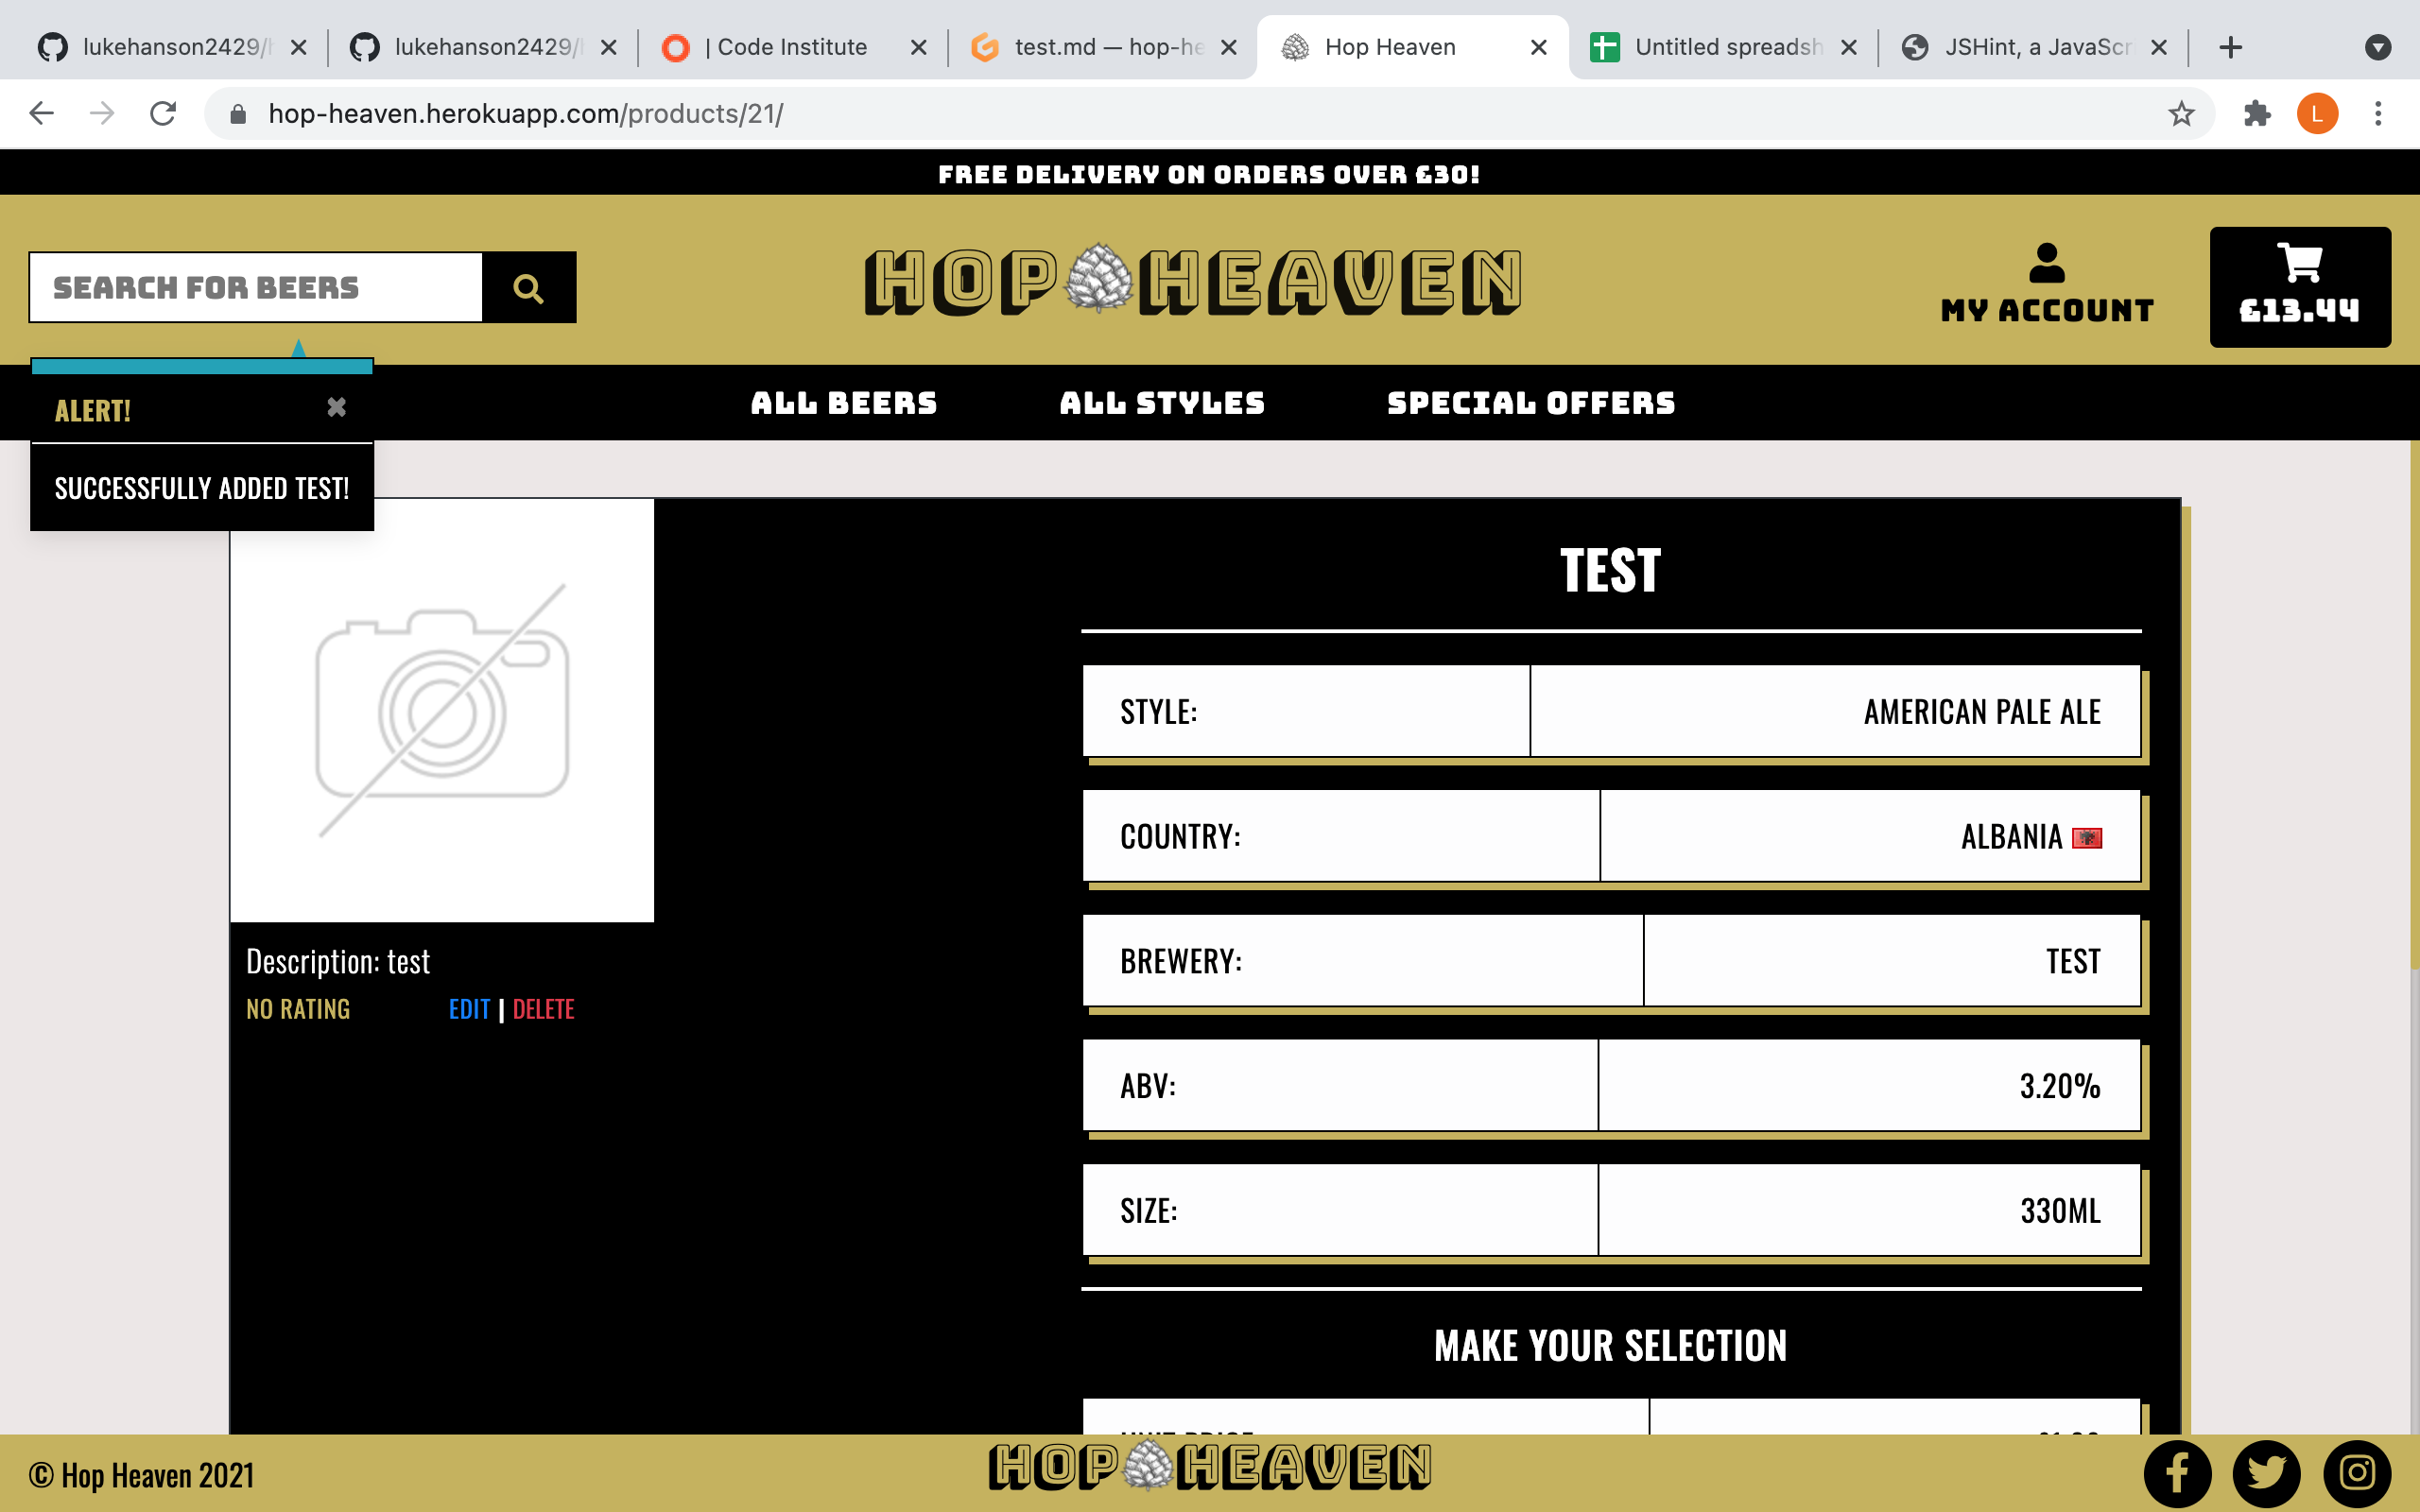 lukehanson2429/
lukehanson2429/
| Code Institute
test.md — hop-he
Hop Heaven
Untitled spreadsh
JSHint, a JavaScr
hop-heaven.herokuapp.com/products/21/
L
FREE DELIVERY ON ORDERS OVER £30!
SEARCH FOR BEERS
HOP HEAVEN
MY ACCOUNT
£13.44
ALL BEERS
ALL STYLES
SPECIAL OFFERS
ALERT!
SUCCESSFULLY ADDED TEST!
TEST
STYLE: AMERICAN PALE ALE
COUNTRY: ALBANIA
BREWERY: TEST
ABV: 3.20%
SIZE: 330ML
Description: test
NO RATING
EDIT | DELETE
MAKE YOUR SELECTION
© Hop Heaven 2021
HOP HEAVEN